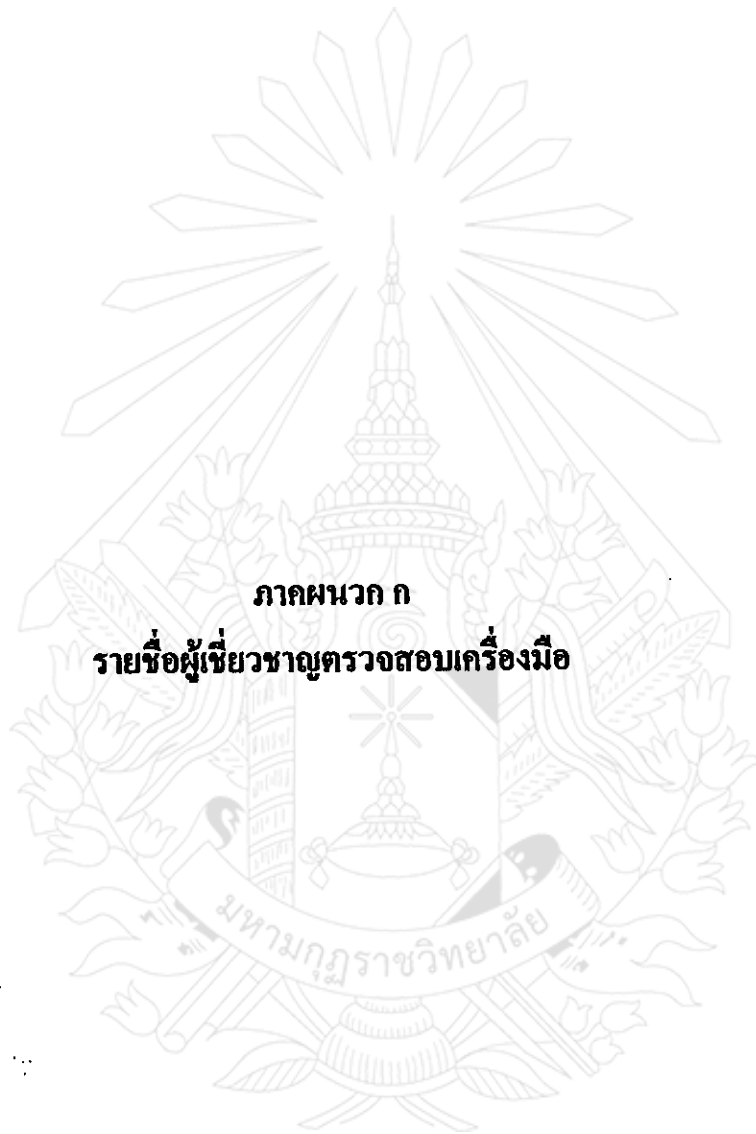 ภาคผนวก ก
รายชื่อผู้เชี่ยวชาญตรวจสอบเครื่องมือ
มหามกุฏราชวิทยาลัย